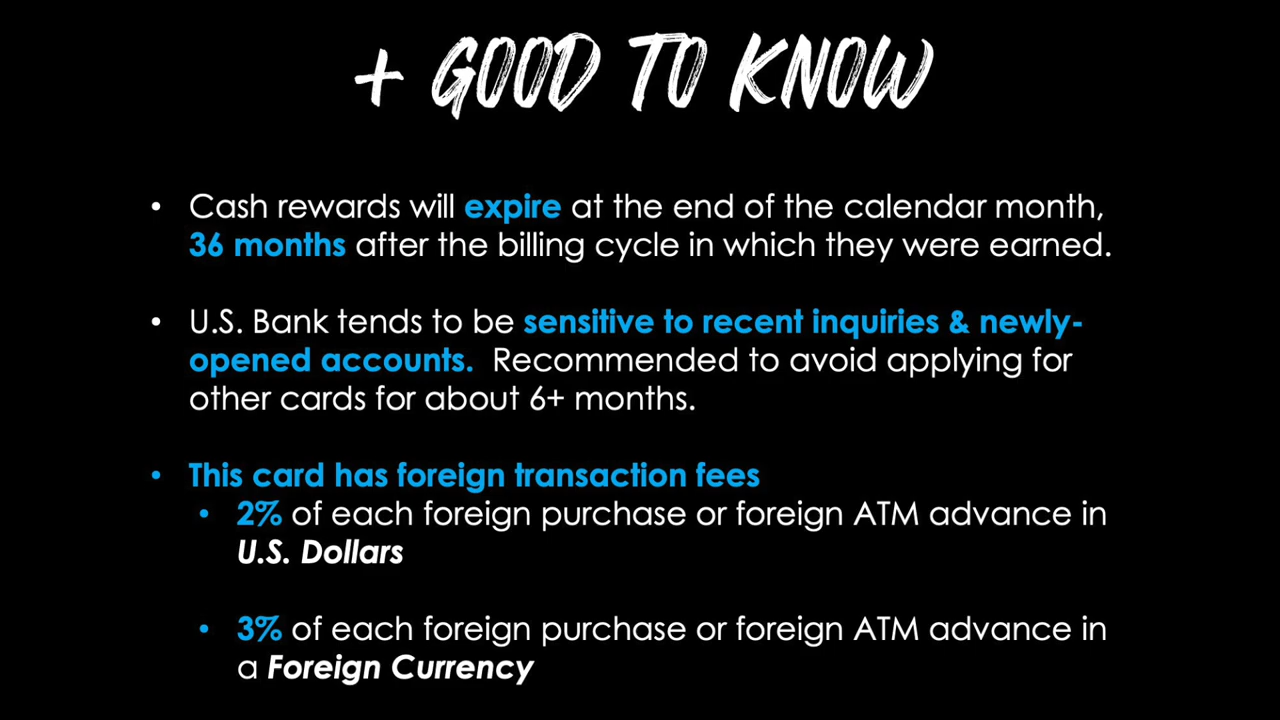 + GOOD TO KNOW
• Cash rewards will expire at the end of the calendar month,
36 months after the billing cycle in which they were earned.
• U.S. Bank tends to be sensitive to recent inquiries & newly-
opened accounts.  Recommended to avoid applying for
other cards for about 6+ months.
• This card has foreign transaction fees
• 2% of each foreign purchase or foreign ATM advance in
U.S. Dollars
• 3% of each foreign purchase or foreign ATM advance in
a Foreign Currency